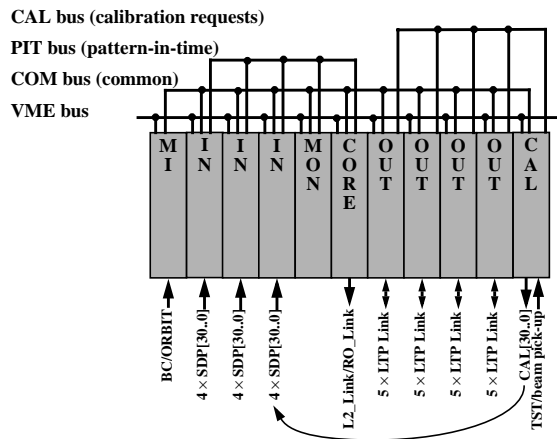 CAL bus (calibration requests)
PIT bus (pattern-in-time)
COM bus (common)
VME bus
MI
IN
IN
IN
MON
CORE
OUT
OUT
OUT
OUT
CAL
BC/ORBIT
4 × SDP[30..0]
4 × SDP[30..0]
4 × SDP[30..0]
L2_Link/RO_Link
5 × LTP Link
5 × LTP Link
5 × LTP Link
5 × LTP Link
CAL[30..0]
TST/beam pick-up